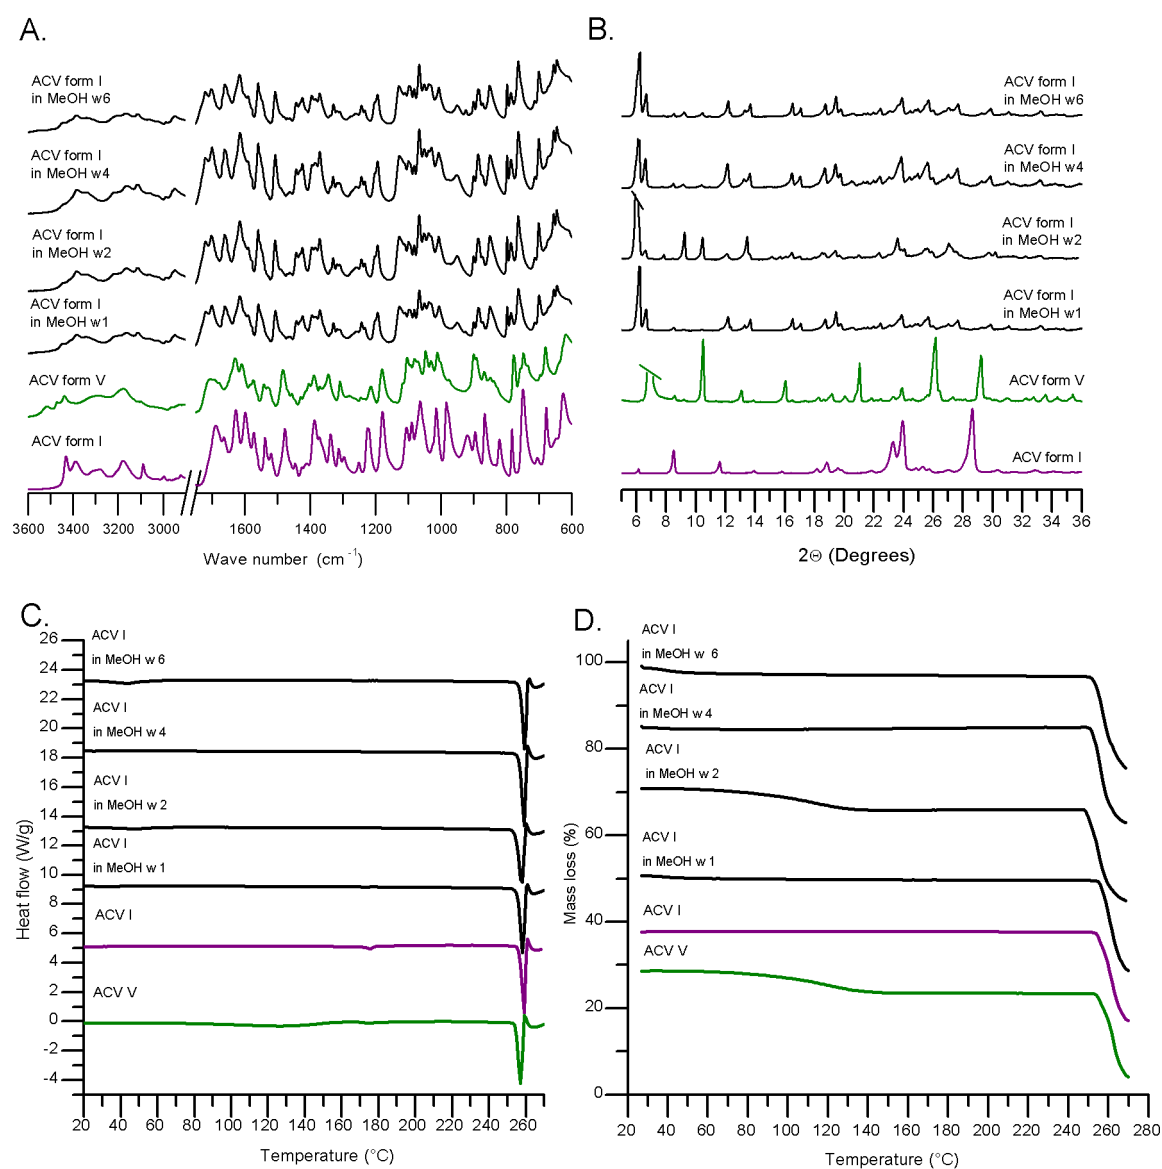 A.
ACV form I
in MeOH w6
ACV form I
in MeOH w4
ACV form I
in MeOH w2
ACV form I
in MeOH w1
ACV form V
ACV form I
3600 3400 3200 3000 1600 1400 1200 1000 800 600
Wave number (cm-1)
B.
ACV form I
in MeOH w6
ACV form I
in MeOH w4
ACV form I
in MeOH w2
ACV form I
in MeOH w1
ACV form V
ACV form I
6 8 10 12 14 16 18 20 22 24 26 28 30 32 34 36
2Θ (Degrees)
C.
Heat flow (W/g)
26
24
22
20
18
16
14
12
10
8
6
4
2
0
-2
-4
ACV I
in MeOH w 6
ACV I
in MeOH w 4
ACV I
in MeOH w 2
ACV I
in MeOH w 1
ACV I
ACV V
20 40 60 80 100 120 140 160 180 200 220 240 260
Temperature (°C)
D.
Mass loss (%)
100
80
60
40
20
0
ACV I
in MeOH w 6
ACV I
in MeOH w 4
ACV I
in MeOH w 2
ACV I
in MeOH w 1
ACV I
ACV V
20 40 60 80 100 120 140 160 180 200 220 240 260 280
Temperature (°C)